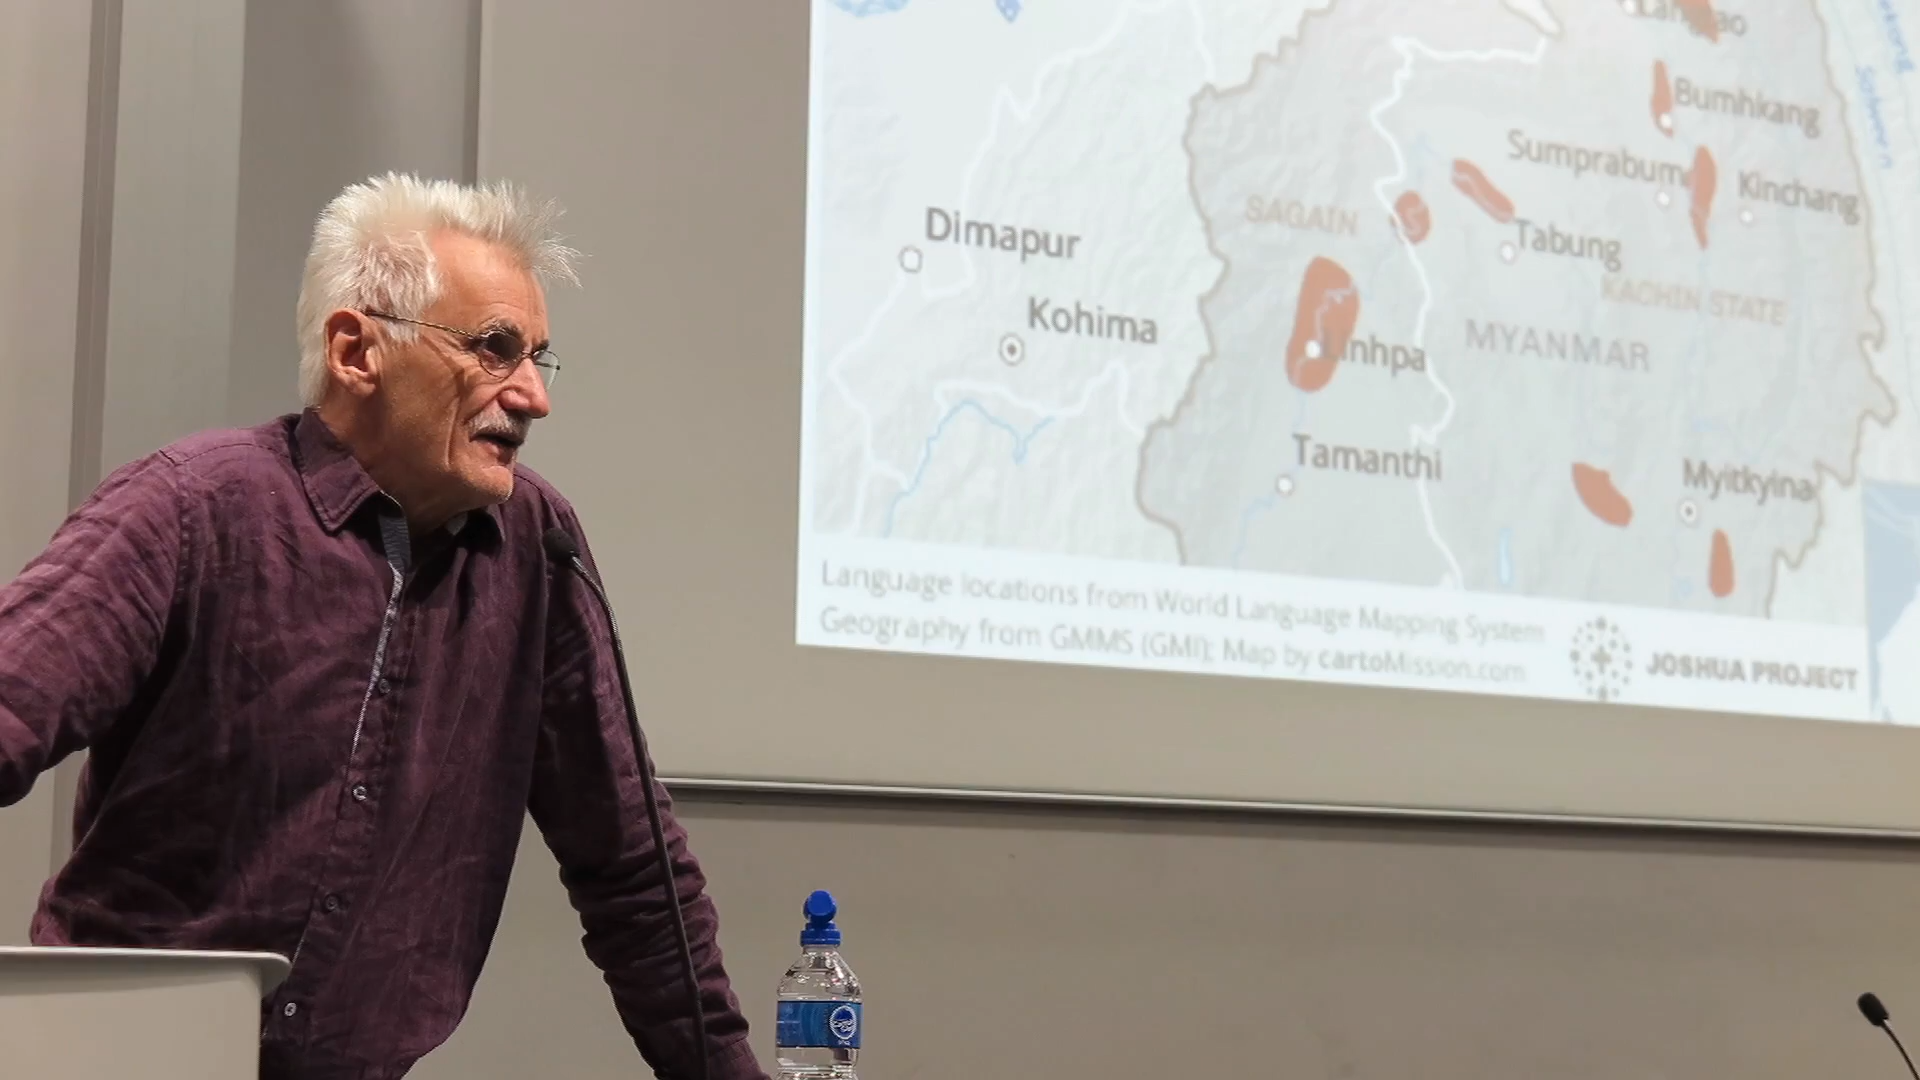 Bumhkang
Sumprabum
Kinchang
Dimapur
SAGAIN
Tabung
KACHIN STATE
Kohima
MYANMAR
Tamanthi
Myitkyina
Language locations from World Language Mapping System
Geography from GMMS (GMI); Map by cartoMission.com
JOSHUA PROJECT